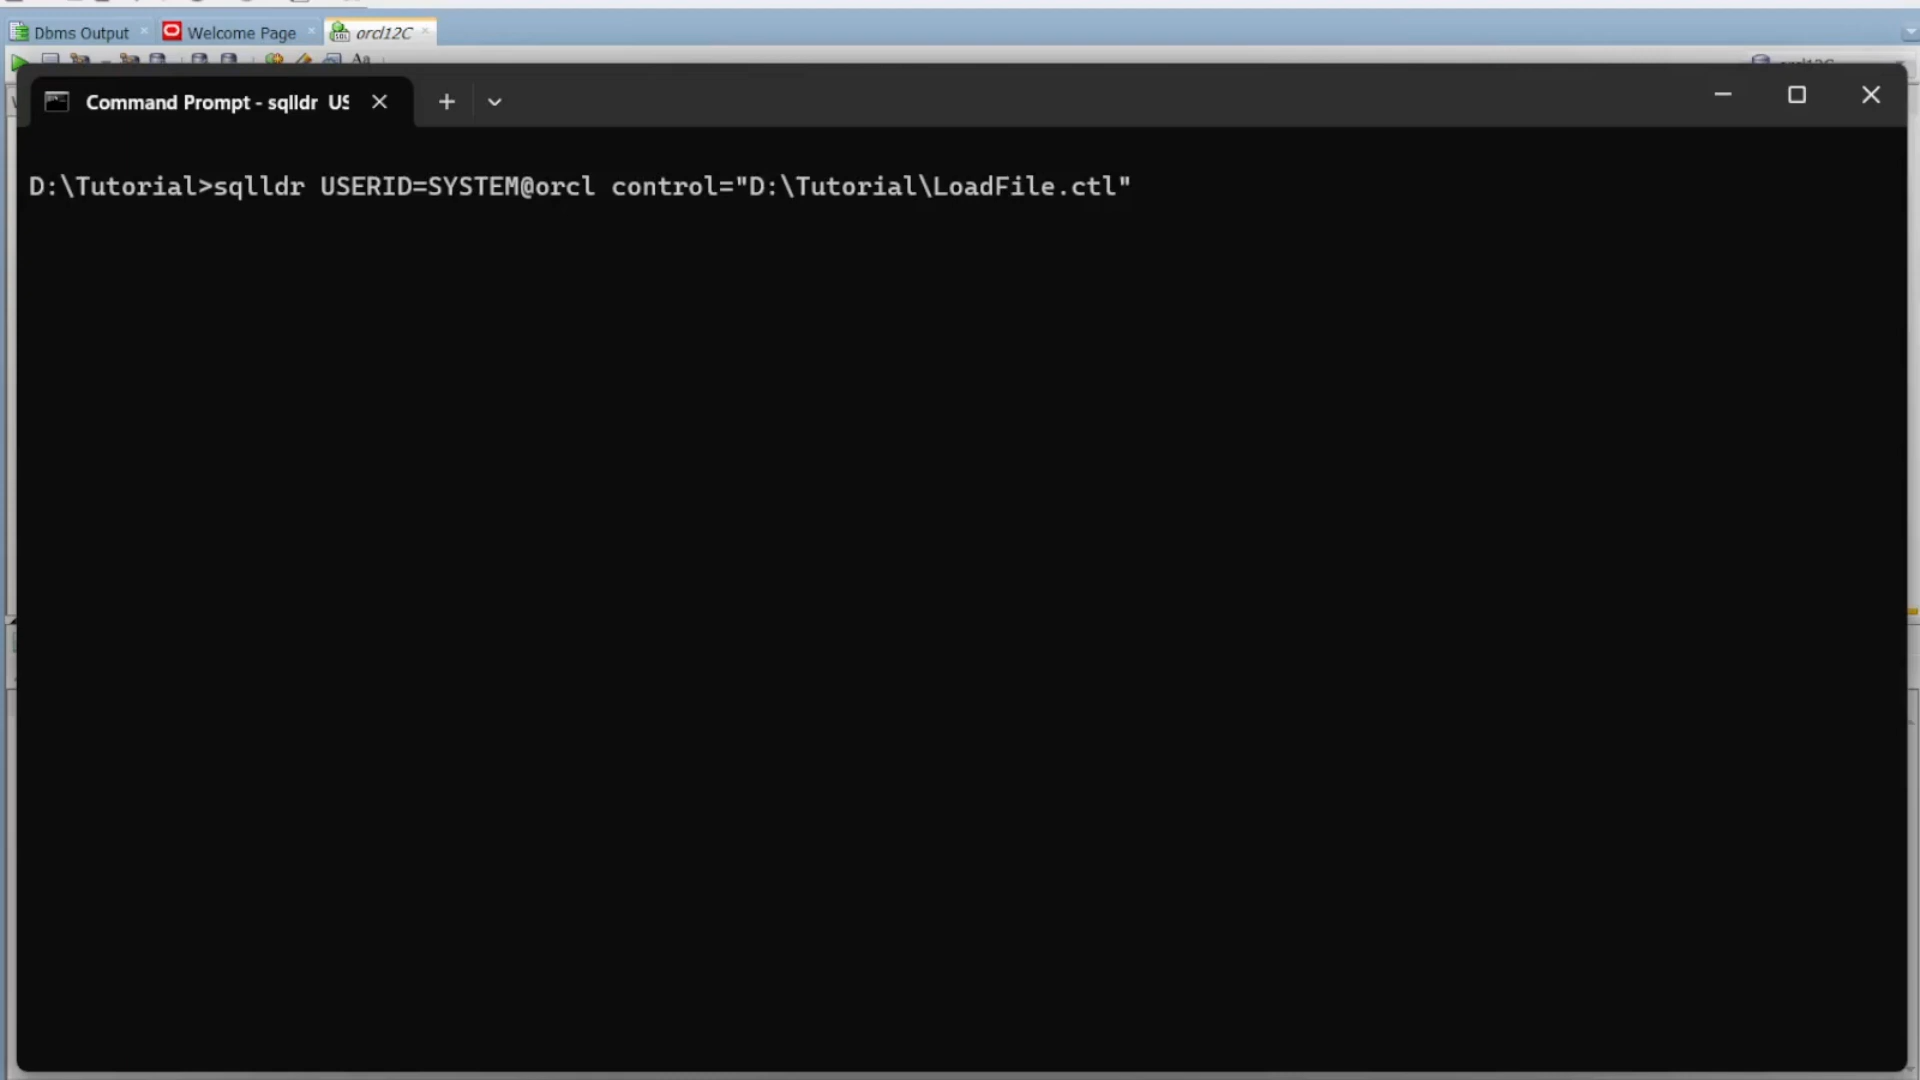 Dbms Output
Welcome Page
orcl12C
Command Prompt - sqlldr US
D:\Tutorial>sqlldr USERID=SYSTEM@orcl control="D:\Tutorial\LoadFile.ctl"